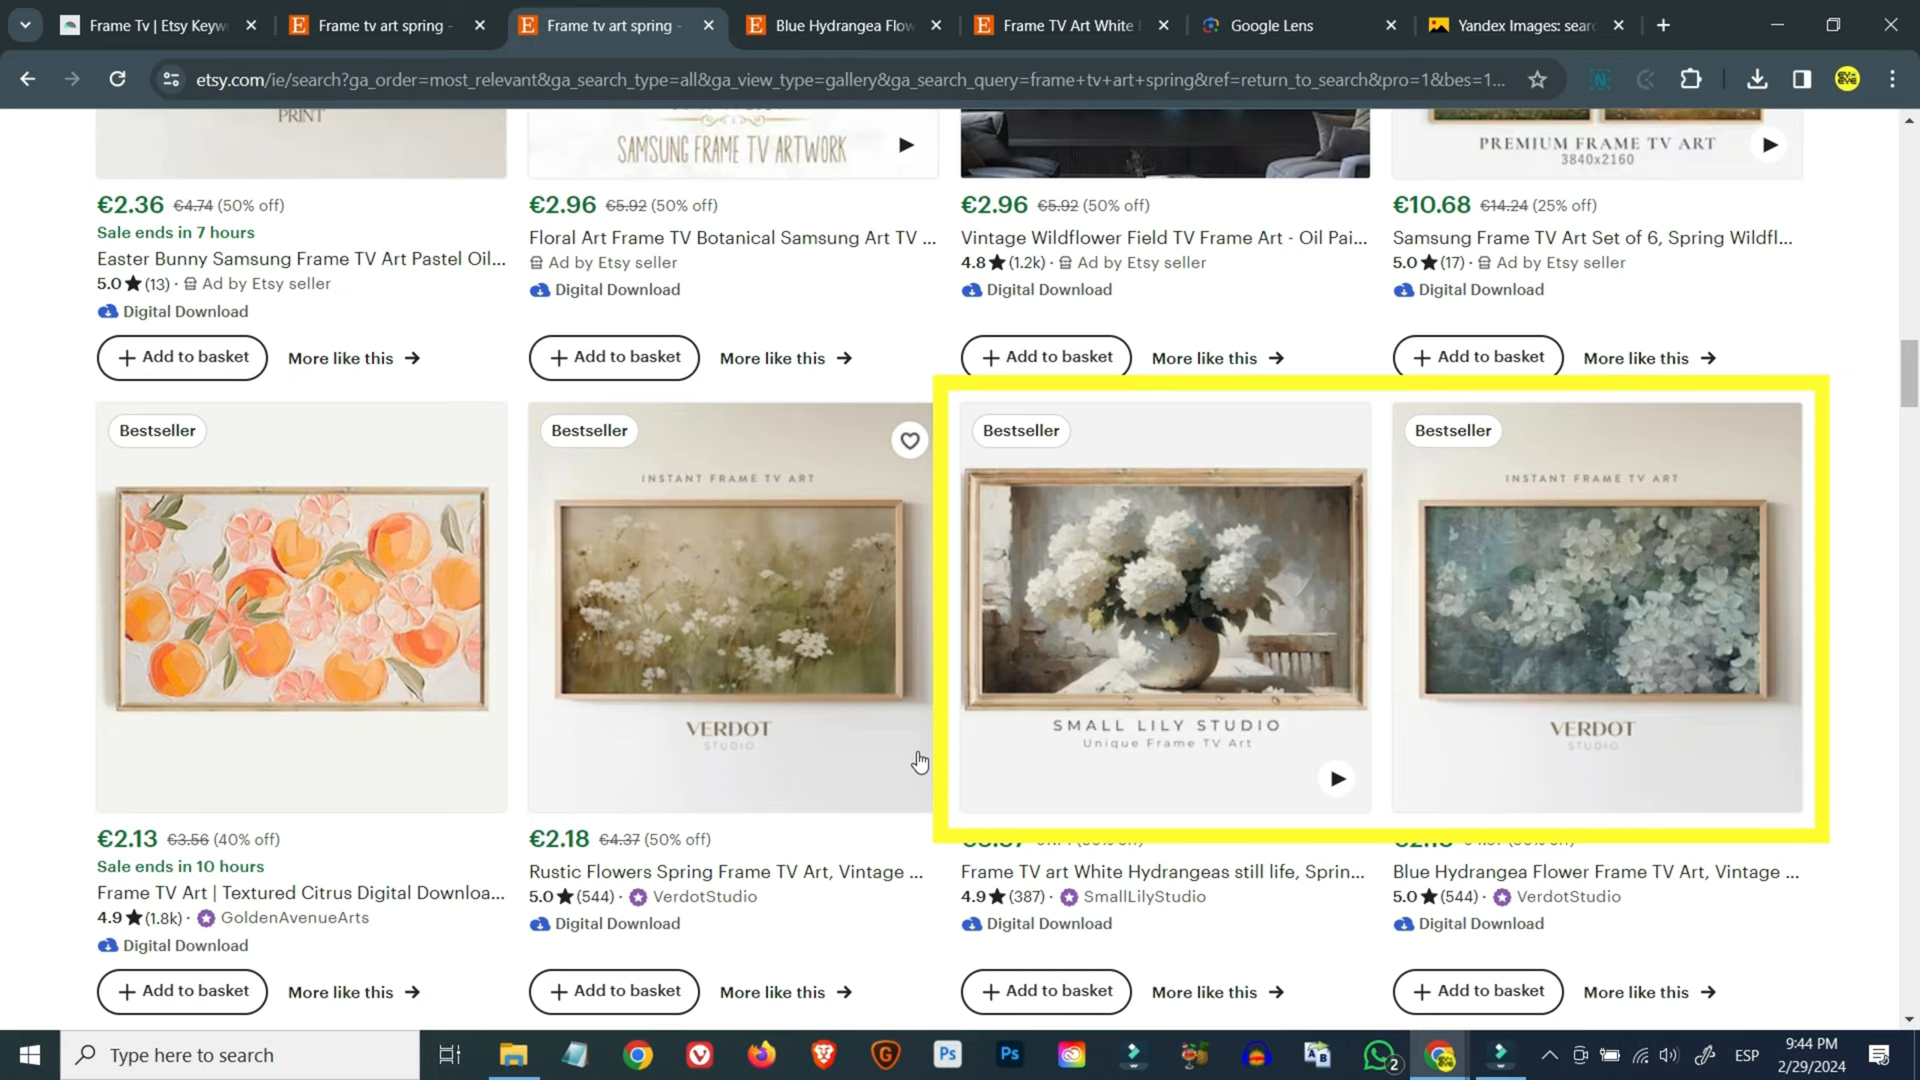 Frame Tv | Etsy Keyw
Frame tv art spring -
Frame tv art spring -
Blue Hydrangea Flow
Frame TV Art White
Google Lens
Yandex Images: sear
etsy.com/ie/search?ga_order=most_relevant&ga_search_type=all&ga_view_type=gallery&ga_search_query=frame+tv+art+spring&ref=return_to_search&pro=1&bes=1...
PRINT
SAMSUNG FRAME TV ARTWORK
PREMIUM FRAME TV ART
3840x2160
€2.36 €4.74 (50% off)
Sale ends in 7 hours
Easter Bunny Samsung Frame TV Art Pastel Oil...
5.0 ★ (13) · Ad by Etsy seller
Digital Download
+ Add to basket More like this →
€2.96 €5.92 (50% off)
Floral Art Frame TV Botanical Samsung Art TV ...
Ad by Etsy seller
Digital Download
+ Add to basket More like this →
€2.96 €5.92 (50% off)
Vintage Wildflower Field TV Frame Art - Oil Pai...
4.8 ★ (1.2k) · Ad by Etsy seller
Digital Download
+ Add to basket More like this →
€10.68 €14.24 (25% off)
Samsung Frame TV Art Set of 6, Spring Wildfl...
5.0 ★ (17) · Ad by Etsy seller
Digital Download
+ Add to basket More like this →
Bestseller
€2.13 €3.56 (40% off)
Sale ends in 10 hours
Frame TV Art | Textured Citrus Digital Downloa...
4.9 ★ (1.8k) · GoldenAvenueArts
Digital Download
+ Add to basket More like this →
Bestseller
INSTANT FRAME TV ART
VERDOT
STUDIO
€2.18 €4.37 (50% off)
Rustic Flowers Spring Frame TV Art, Vintage ...
5.0 ★ (544) · VerdotStudio
Digital Download
+ Add to basket More like this →
Bestseller
SMALL LILY STUDIO
Unique Frame TV Art
Frame TV art White Hydrangeas still life, Sprin...
4.9 ★ (387) · SmallLilyStudio
Digital Download
+ Add to basket More like this →
Bestseller
INSTANT FRAME TV ART
VERDOT
STUDIO
Blue Hydrangea Flower Frame TV Art, Vintage ...
5.0 ★ (544) · VerdotStudio
Digital Download
+ Add to basket More like this →
Type here to search
Ps
Ps
2
ESP
9:44 PM
2/29/2024